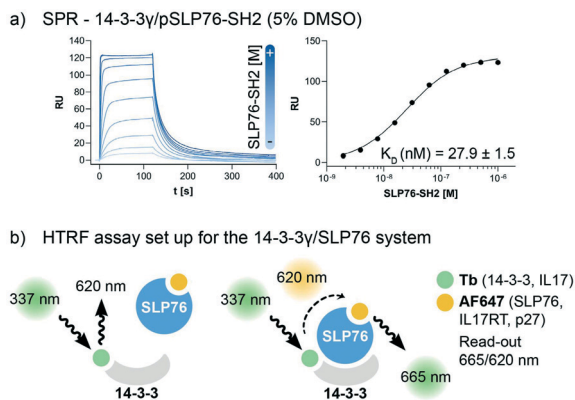 a) SPR - 14-3-3γ/pSLP76-SH2 (5% DMSO)
140
120
100
80
60
40
20
0
RU
0
100
200
300
400
t [s]
SLP76-SH2 [M]
+
-
150
100
50
0
RU
10-9
10-8
10-7
10-6
SLP76-SH2 [M]
KD (nM) = 27.9 ± 1.5
b) HTRF assay set up for the 14-3-3γ/SLP76 system
337 nm
620 nm
SLP76
14-3-3
337 nm
620 nm
SLP76
14-3-3
665 nm
Tb (14-3-3, IL17)
AF647 (SLP76,
IL17RT, p27)
Read-out
665/620 nm